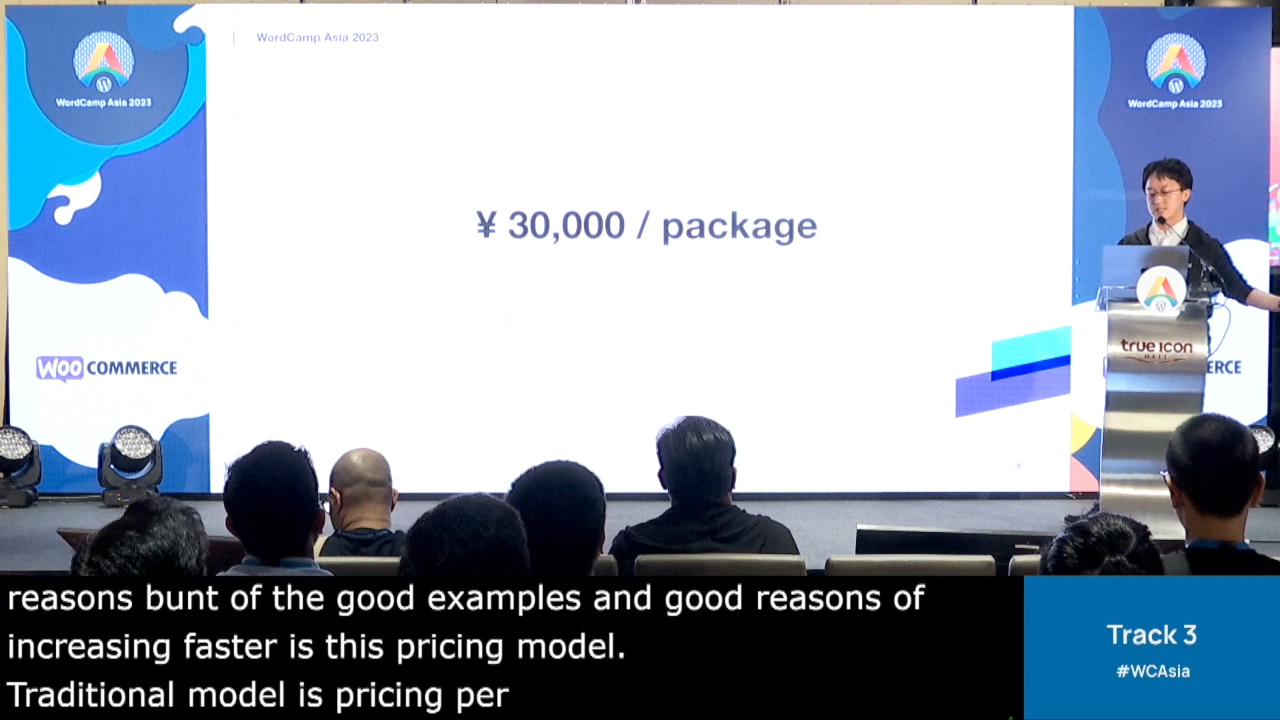 WordCamp Asia 2023
WordCamp Asia 2023
WordCamp Asia 2023
¥ 30,000 / package
WOO COMMERCE
true icon
HALL
ERCE
8
reasons bunt of the good examples and good reasons of
increasing faster is this pricing model.
Traditional model is pricing per
Track 3
#WCAsia